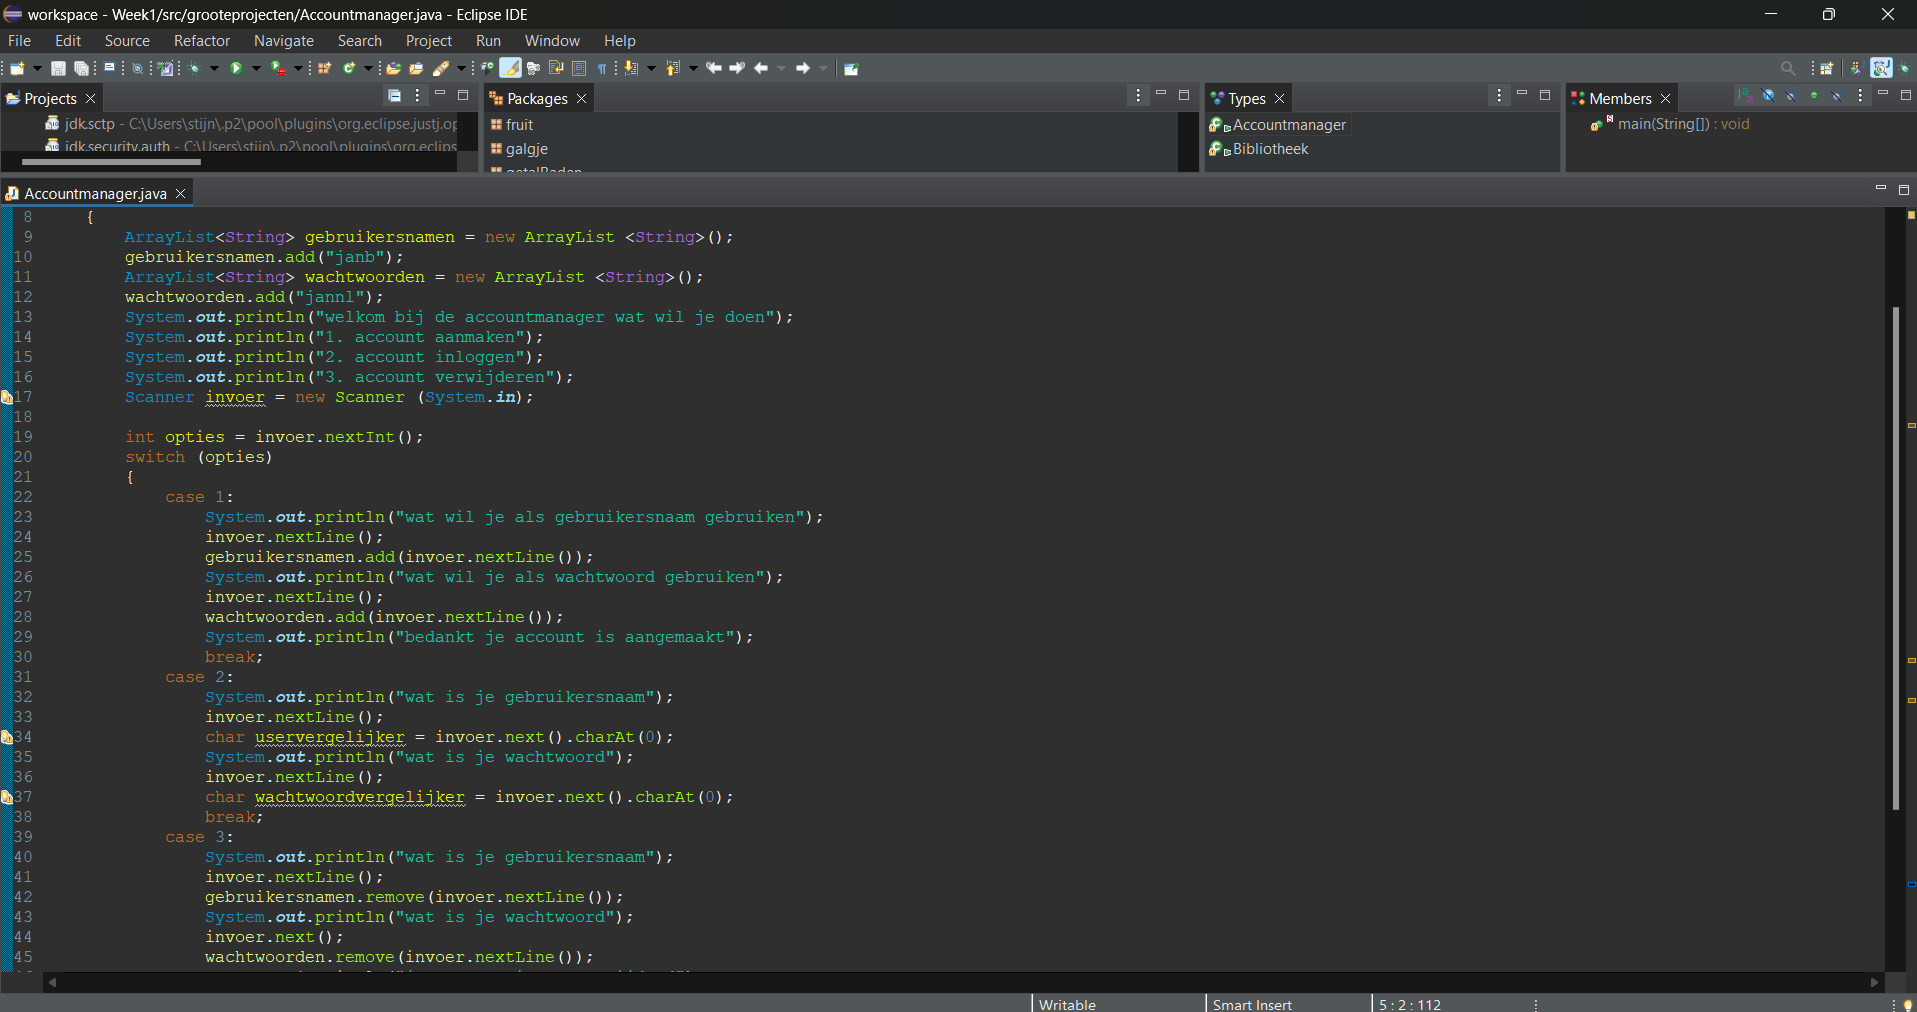 workspace - Week1/src/grooteprojecten/Accountmanager.java - Eclipse IDE
File Edit Source Refactor Navigate Search Project Run Window Help
Projects
Packages
Types
Members
jdk.sctp - C:\Users\stijn\.p2\pool\plugins\org.eclipse.justj.op
jdk.security.auth - C:\Users\stijn\.p2\pool\plugins\org.eclips
fruit
galgje
getalRaden
Accountmanager
Bibliotheek
main(String[]) : void
Accountmanager.java
8 {
9 ArrayList<String> gebruikersnamen = new ArrayList <String>();
10 gebruikersnamen.add("janb");
11 ArrayList<String> wachtwoorden = new ArrayList <String>();
12 wachtwoorden.add("jannl");
13 System.out.println("welkom bij de accountmanager wat wil je doen");
14 System.out.println("1. account aanmaken");
15 System.out.println("2. account inloggen");
16 System.out.println("3. account verwijderen");
17 Scanner invoer = new Scanner (System.in);
18
19 int opties = invoer.nextInt();
20 switch (opties)
21 {
22 case 1:
23 System.out.println("wat wil je als gebruikersnaam gebruiken");
24 invoer.nextLine();
25 gebruikersnamen.add(invoer.nextLine());
26 System.out.println("wat wil je als wachtwoord gebruiken");
27 invoer.nextLine();
28 wachtwoorden.add(invoer.nextLine());
29 System.out.println("bedankt je account is aangemaakt");
30 break;
31 case 2:
32 System.out.println("wat is je gebruikersnaam");
33 invoer.nextLine();
34 char uservergelijker = invoer.next().charAt(0);
35 System.out.println("wat is je wachtwoord");
36 invoer.nextLine();
37 char wachtwoordvergelijker = invoer.next().charAt(0);
38 break;
39 case 3:
40 System.out.println("wat is je gebruikersnaam");
41 invoer.nextLine();
42 gebruikersnamen.remove(invoer.nextLine());
43 System.out.println("wat is je wachtwoord");
44 invoer.next();
45 wachtwoorden.remove(invoer.nextLine());
Writable
Smart Insert
5 : 2 : 112